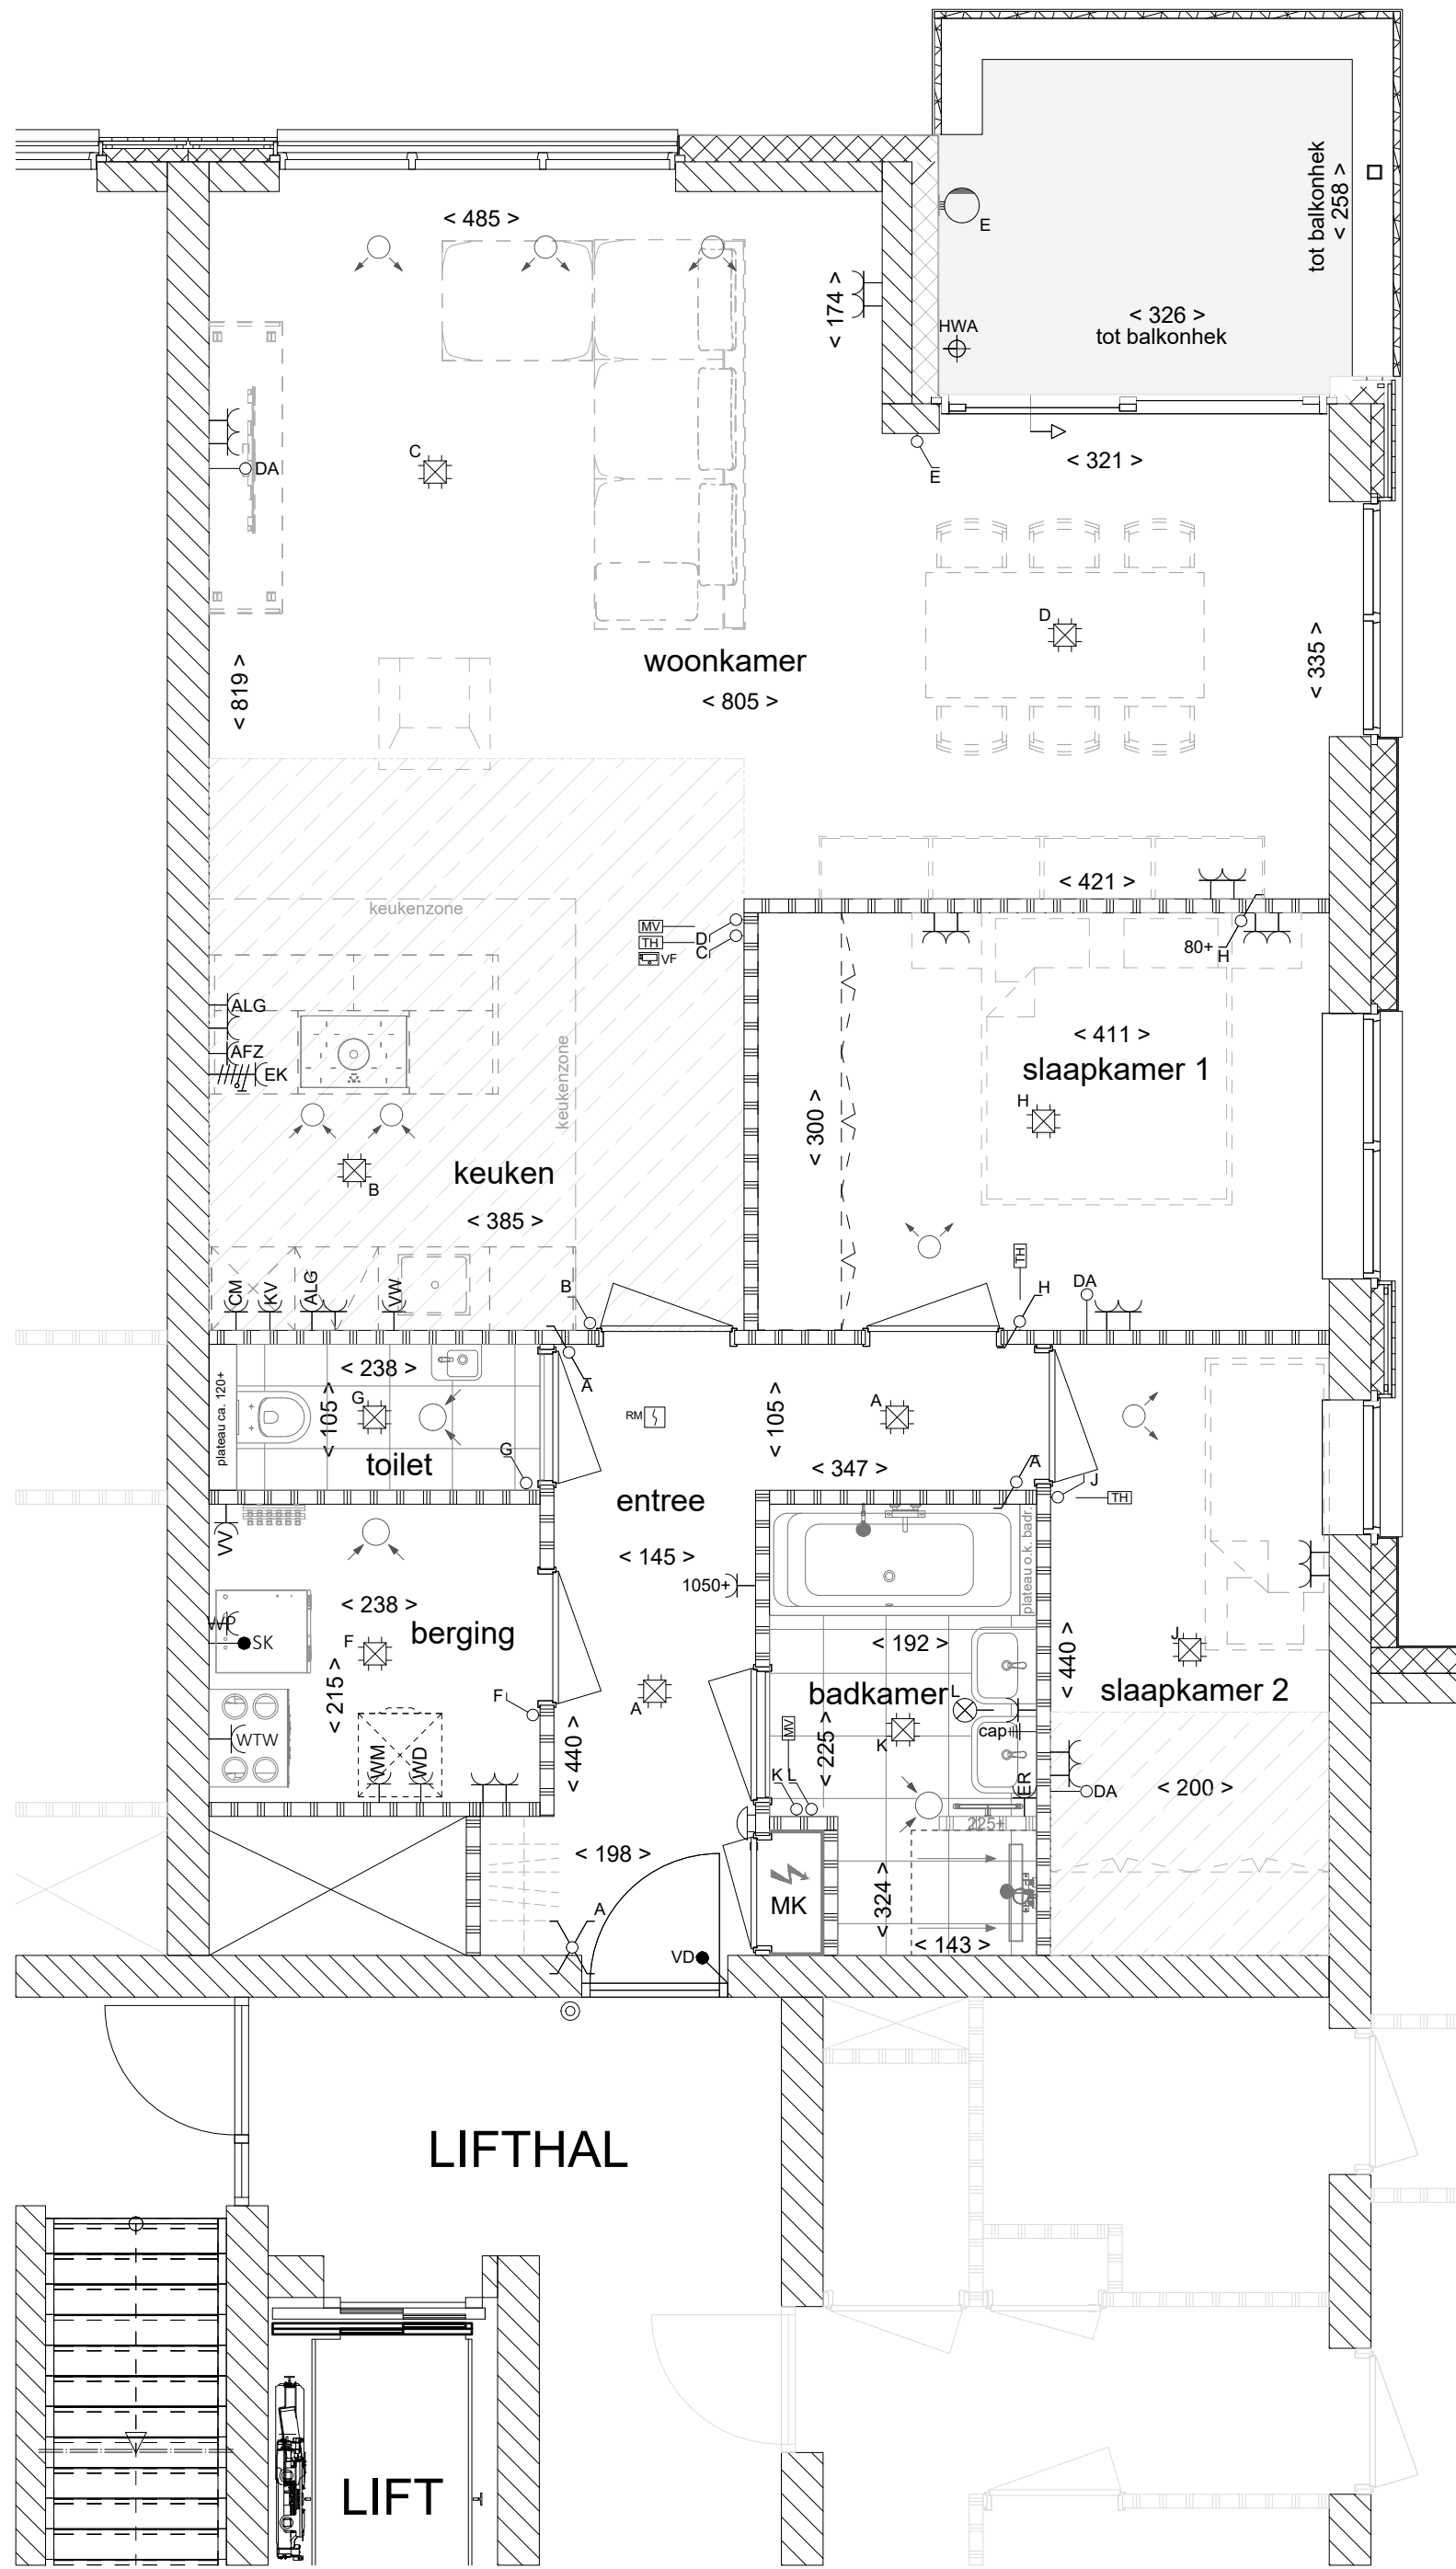 < 485 >
tot balkonhek
< 258 >
E
< 174 >
HWA
< 326 >
tot balkonhek
C
DA
E
< 321 >
D
< 819 >
woonkamer
< 805 >
< 335 >
keukenzone
MV
TH
VF
D
C
< 421 >
80+
H
ALG
AFZ
EK
keukenzone
< 411 >
slaapkamer 1
H
< 300 >
B
keuken
< 385 >
CM
KV
ALG
VW
B
TH
H
DA
plateau ca. 120+
< 238 >
A
< 105 >
G
toilet
G
RM
< 105 >
A
< 347 >
A
J
TH
entree
VV
< 145 >
1050+
plateau o.k. badr.
< 238 >
WP
SK
F
berging
< 215 >
F
WTW
WM
WD
A
< 440 >
< 192 >
badkamer
L
cap
K
MV
< 225 >
K L
ER
225+
< 440 >
J
slaapkamer 2
DA
< 200 >
< 198 >
A
VD
MK
< 324 >
< 143 >
LIFTHAL
LIFT